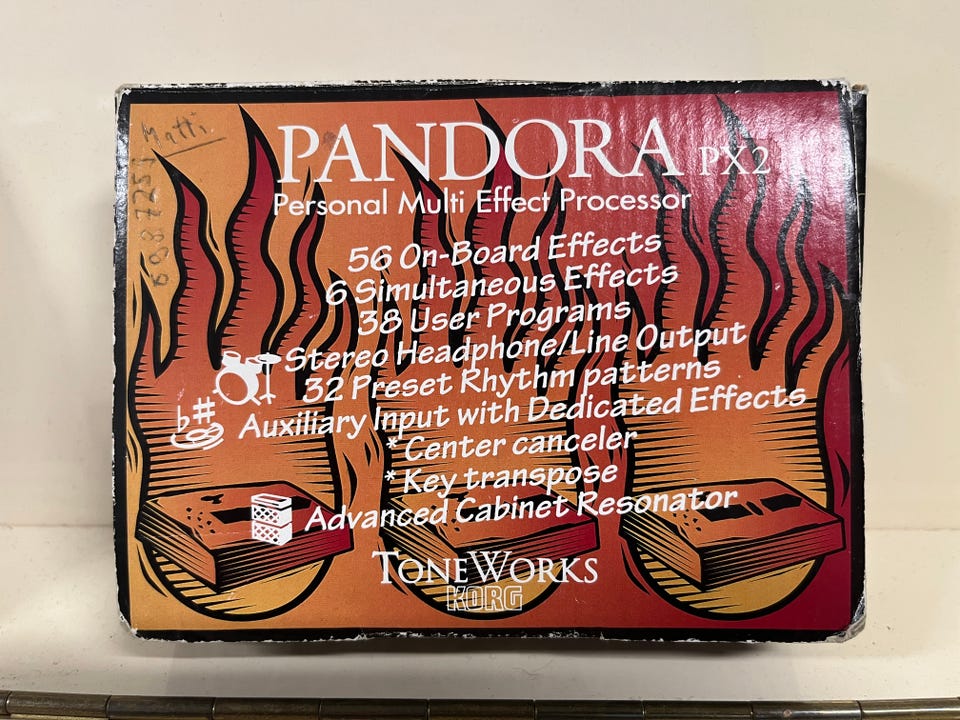 Matti
PANDORA PX2
Personal Multi Effect Processor
56 On-Board Effects
6 Simultaneous Effects
38 User Programs
Stereo Headphone/Line Output
32 Preset Rhythm patterns
Auxiliary Input with Dedicated Effects
* Center canceler
* Key transpose
Advanced Cabinet Resonator
TONEWORKS
KORG